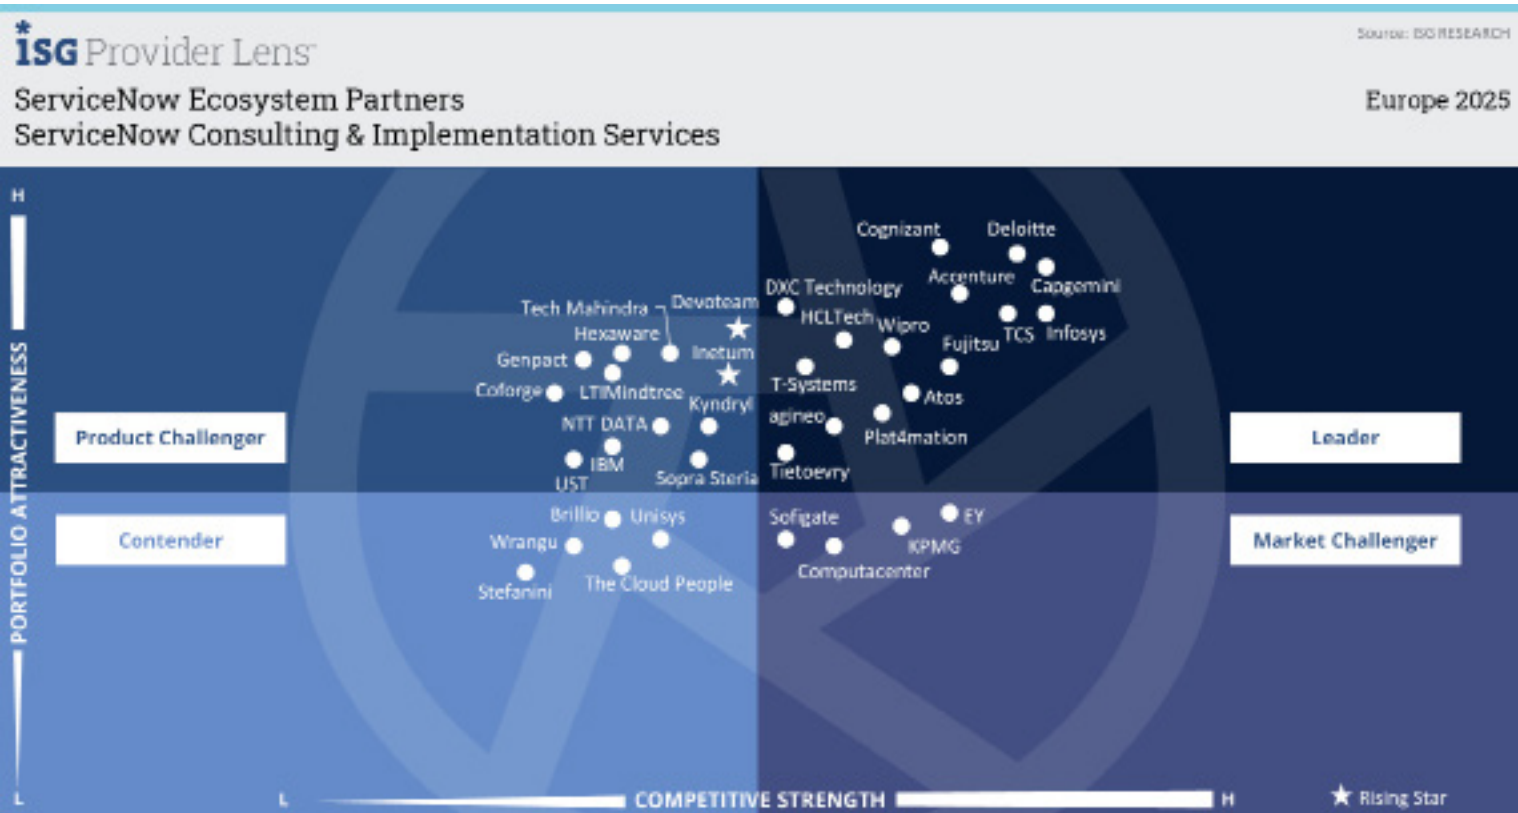 iSG Provider Lens™
Source: ISG RESEARCH
ServiceNow Ecosystem Partners
Europe 2025
ServiceNow Consulting & Implementation Services
H
PORTFOLIO ATTRACTIVENESS
L
Product Challenger
Tech Mahindra
Devoteam
Hexaware
Inetum
Genpact
Coforge
LTIMindtree
Kyndryl
NTT DATA
IBM
UST
Sopra Steria
Cognizant
Deloitte
Accenture
Capgemini
DXC Technology
HCLTech
Wipro
TCS
Infosys
Fujitsu
T-Systems
Atos
agineo
Plat4mation
Tietoevry
Leader
Contender
Brillio
Unisys
Wrangu
The Cloud People
Stefanini
Sofigate
EY
KPMG
Computacenter
Market Challenger
L
COMPETITIVE STRENGTH
H
Rising Star